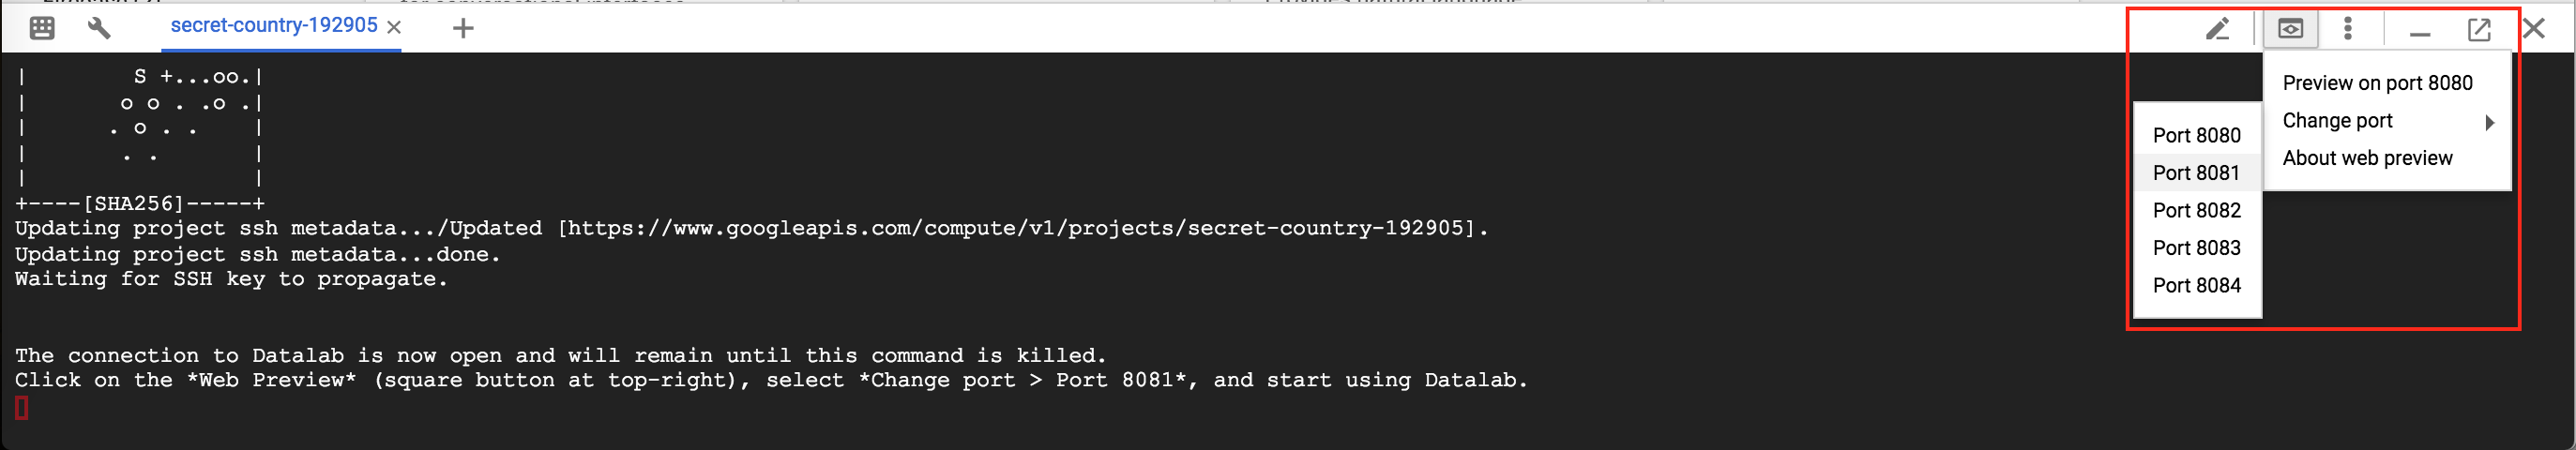 secret-country-192905
|        S +...oo.|
|       o o . .o .|
|      . o . .    |
|       . .       |
|                 |
+----[SHA256]-----+
Updating project ssh metadata.../Updated [https://www.googleapis.com/compute/v1/projects/secret-country-192905].
Updating project ssh metadata...done.
Waiting for SSH key to propagate.
The connection to Datalab is now open and will remain until this command is killed.
Click on the *Web Preview* (square button at top-right), select *Change port > Port 8081*, and start using Datalab.
Preview on port 8080
Change port
About web preview
Port 8080
Port 8081
Port 8082
Port 8083
Port 8084